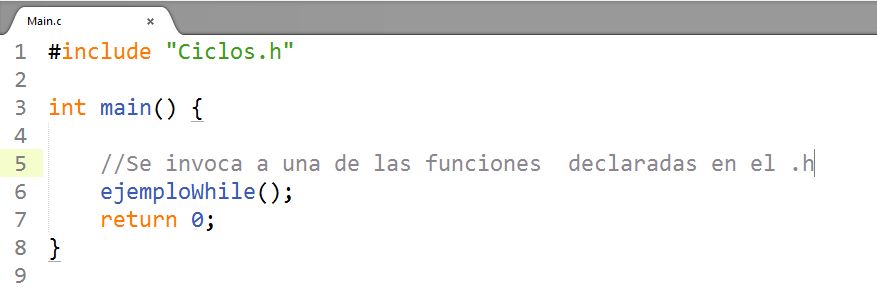 Main.c ×
1 #include "Ciclos.h"
2
3 int main() {
4
5     //Se invoca a una de las funciones  declaradas en el .h
6     ejemploWhile();
7     return 0;
8 }
9